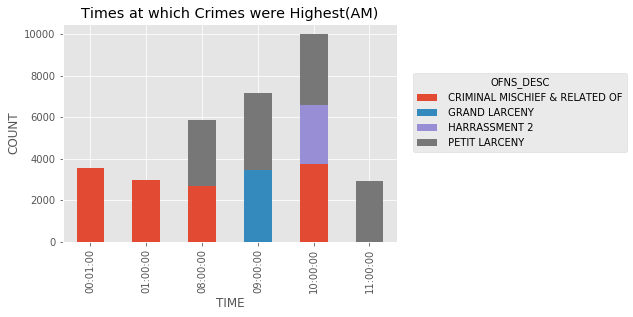 Times at which Crimes were Highest(AM)
10000
8000
6000
4000
2000
0
COUNT
00:01:00
01:00:00
08:00:00
09:00:00
10:00:00
11:00:00
TIME
OFNS_DESC
CRIMINAL MISCHIEF & RELATED OF
GRAND LARCENY
HARRASSMENT 2
PETIT LARCENY